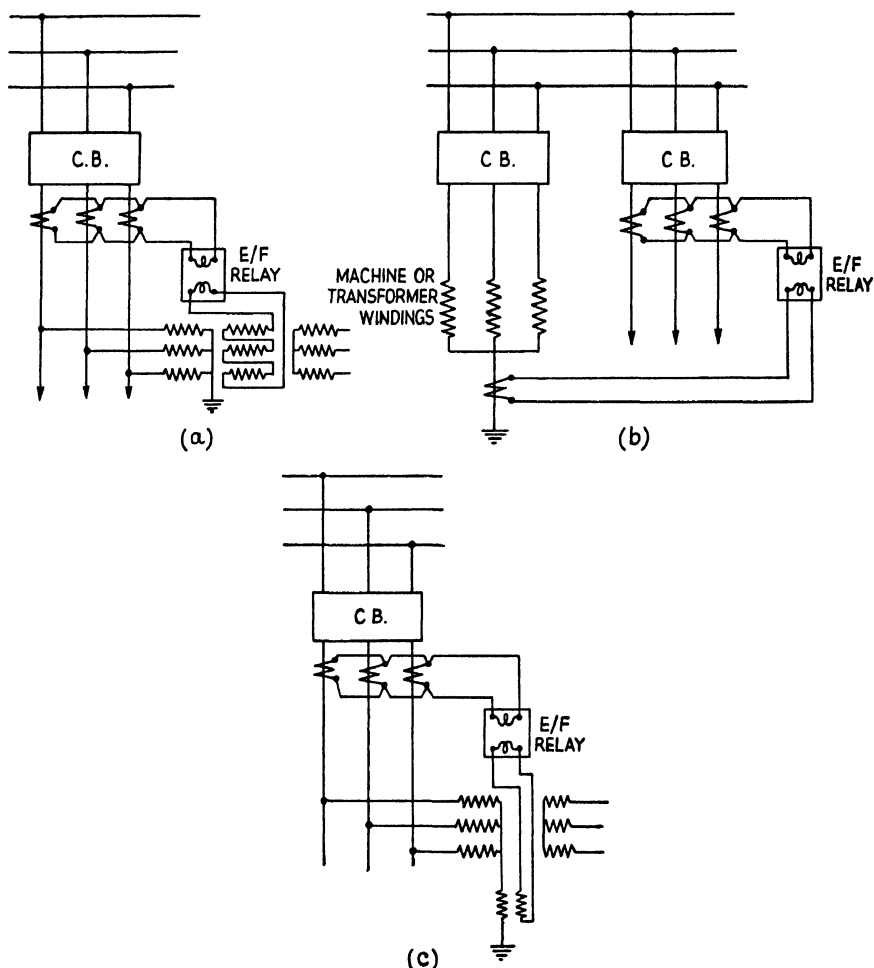 C.B.
E/F
RELAY
(a)
C B.
C B.
MACHINE OR
TRANSFORMER
WINDINGS
E/F
RELAY
(b)
C B.
E/F
RELAY
(c)